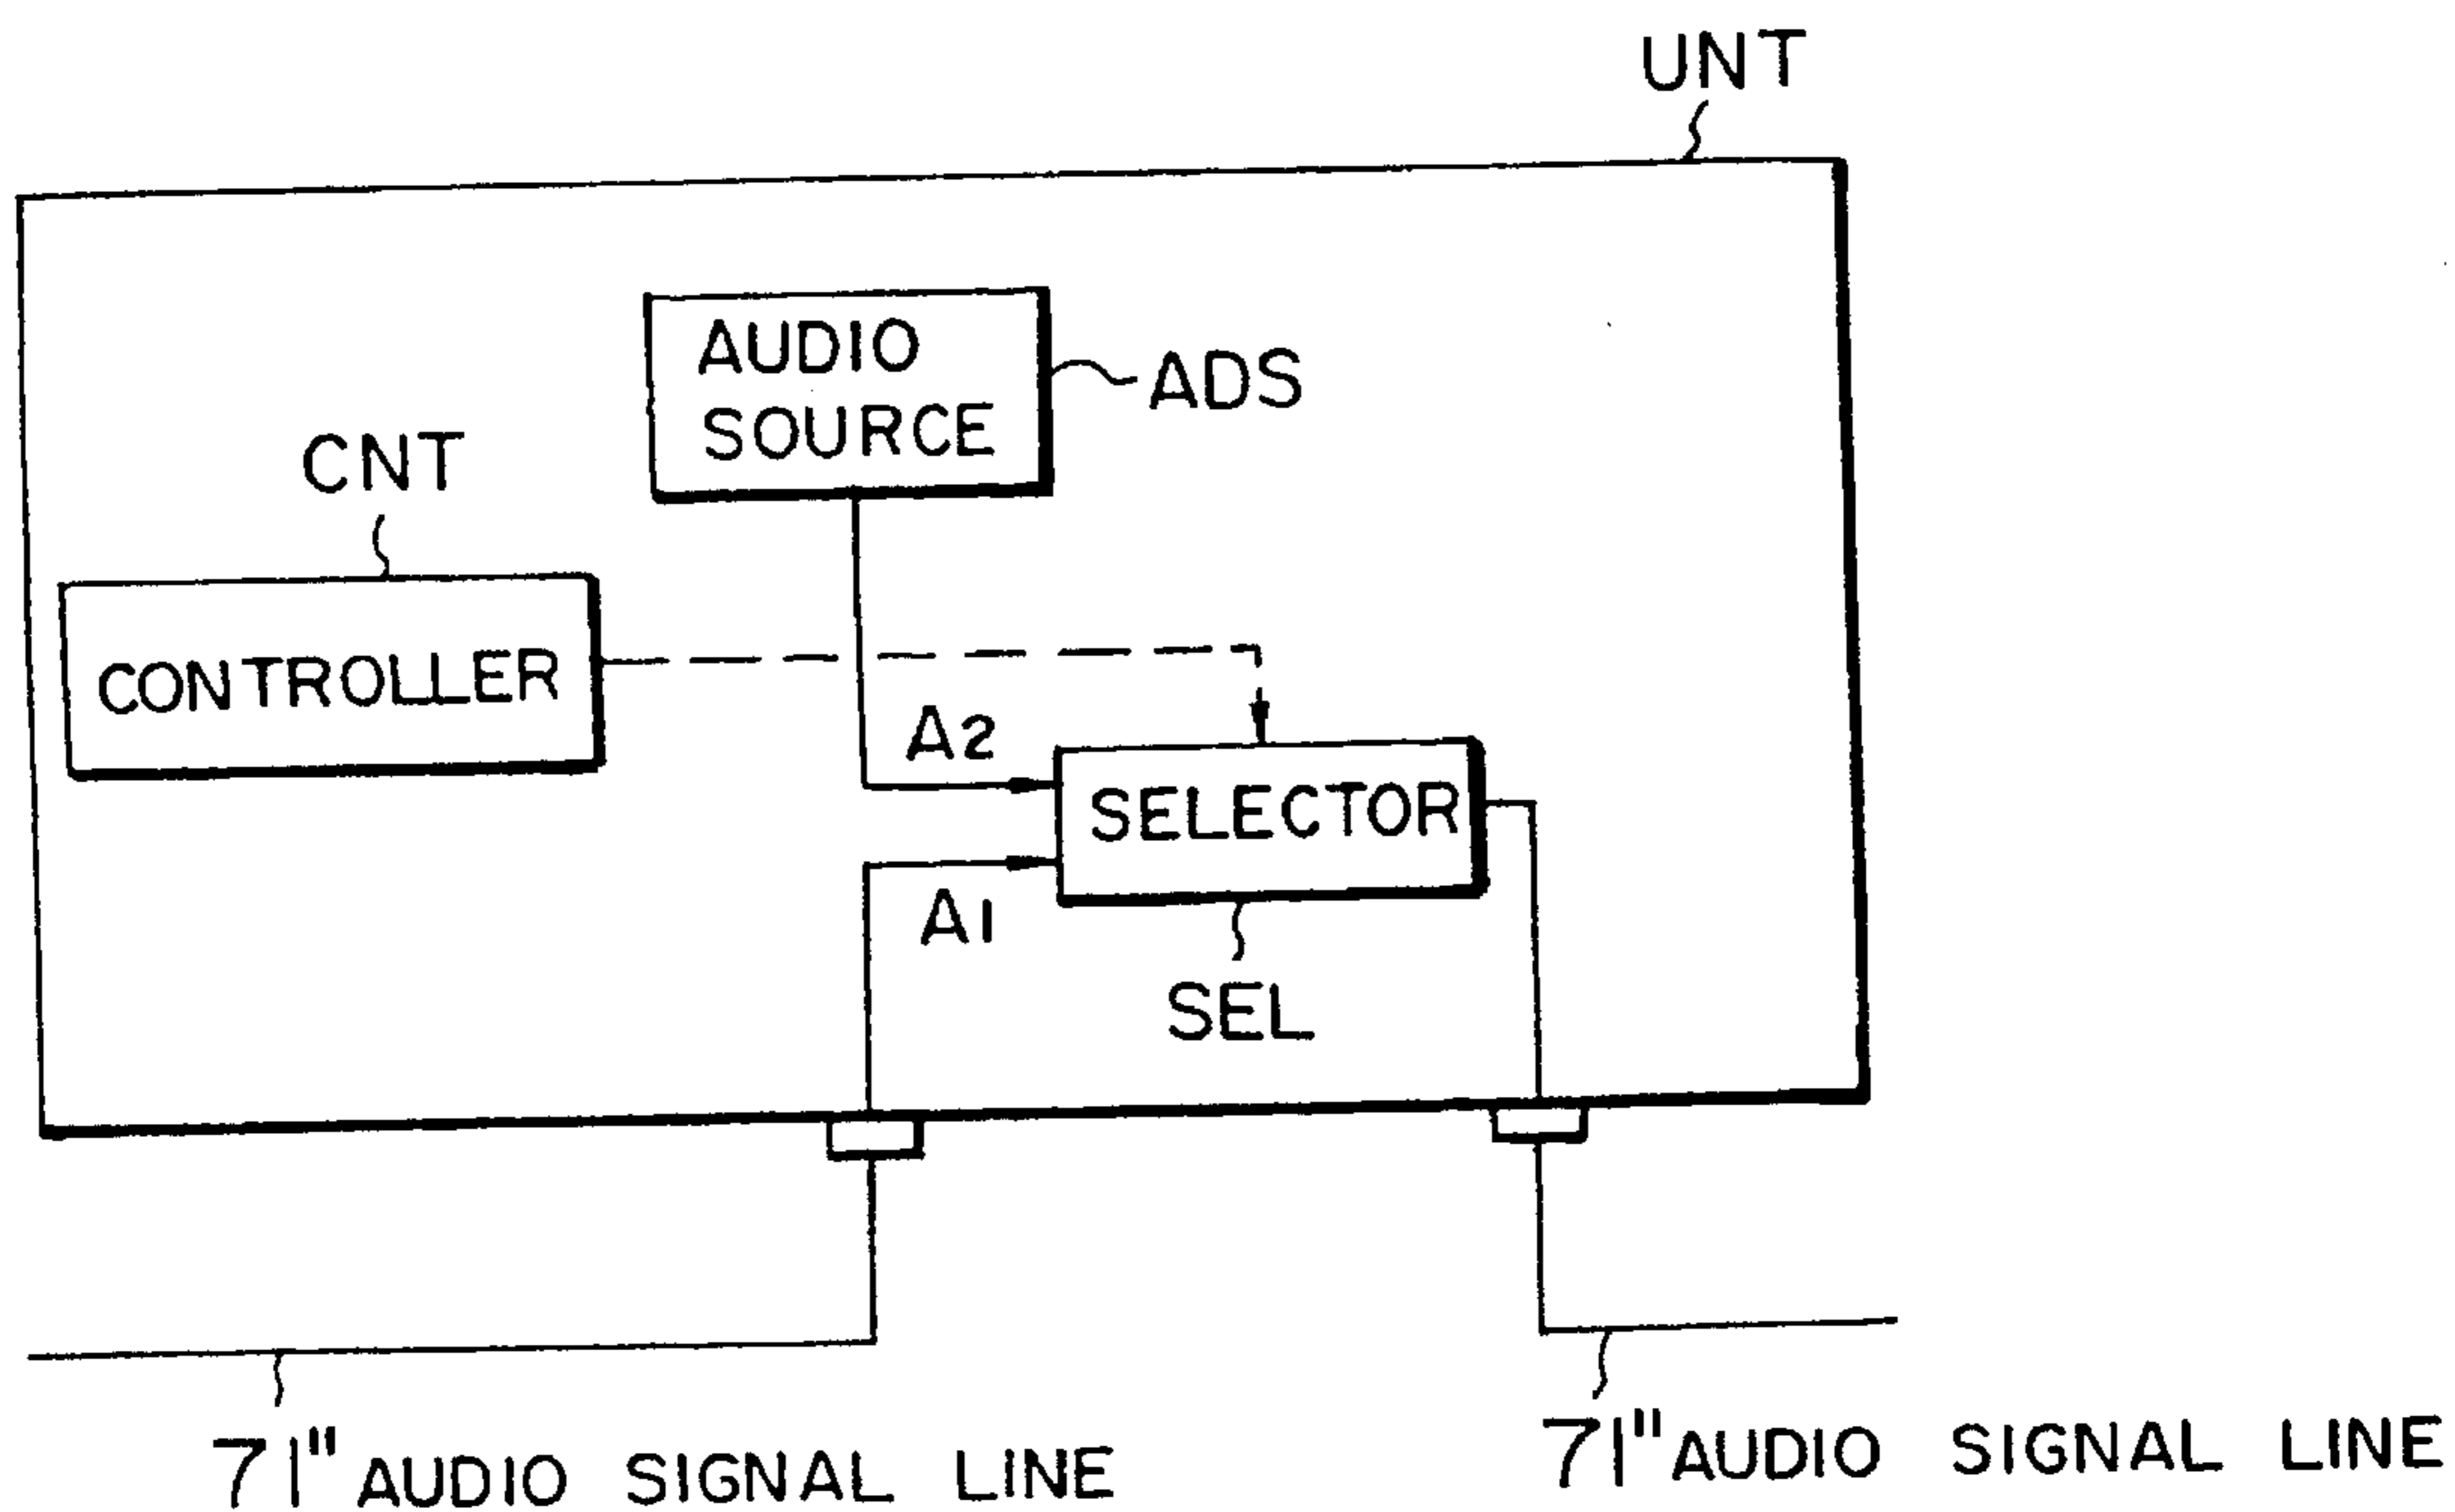 UNT
AUDIO
SOURCE
ADS
CNT
CONTROLLER
A2
SELECTOR
A1
SEL
71" AUDIO SIGNAL LINE
71" AUDIO SIGNAL LINE